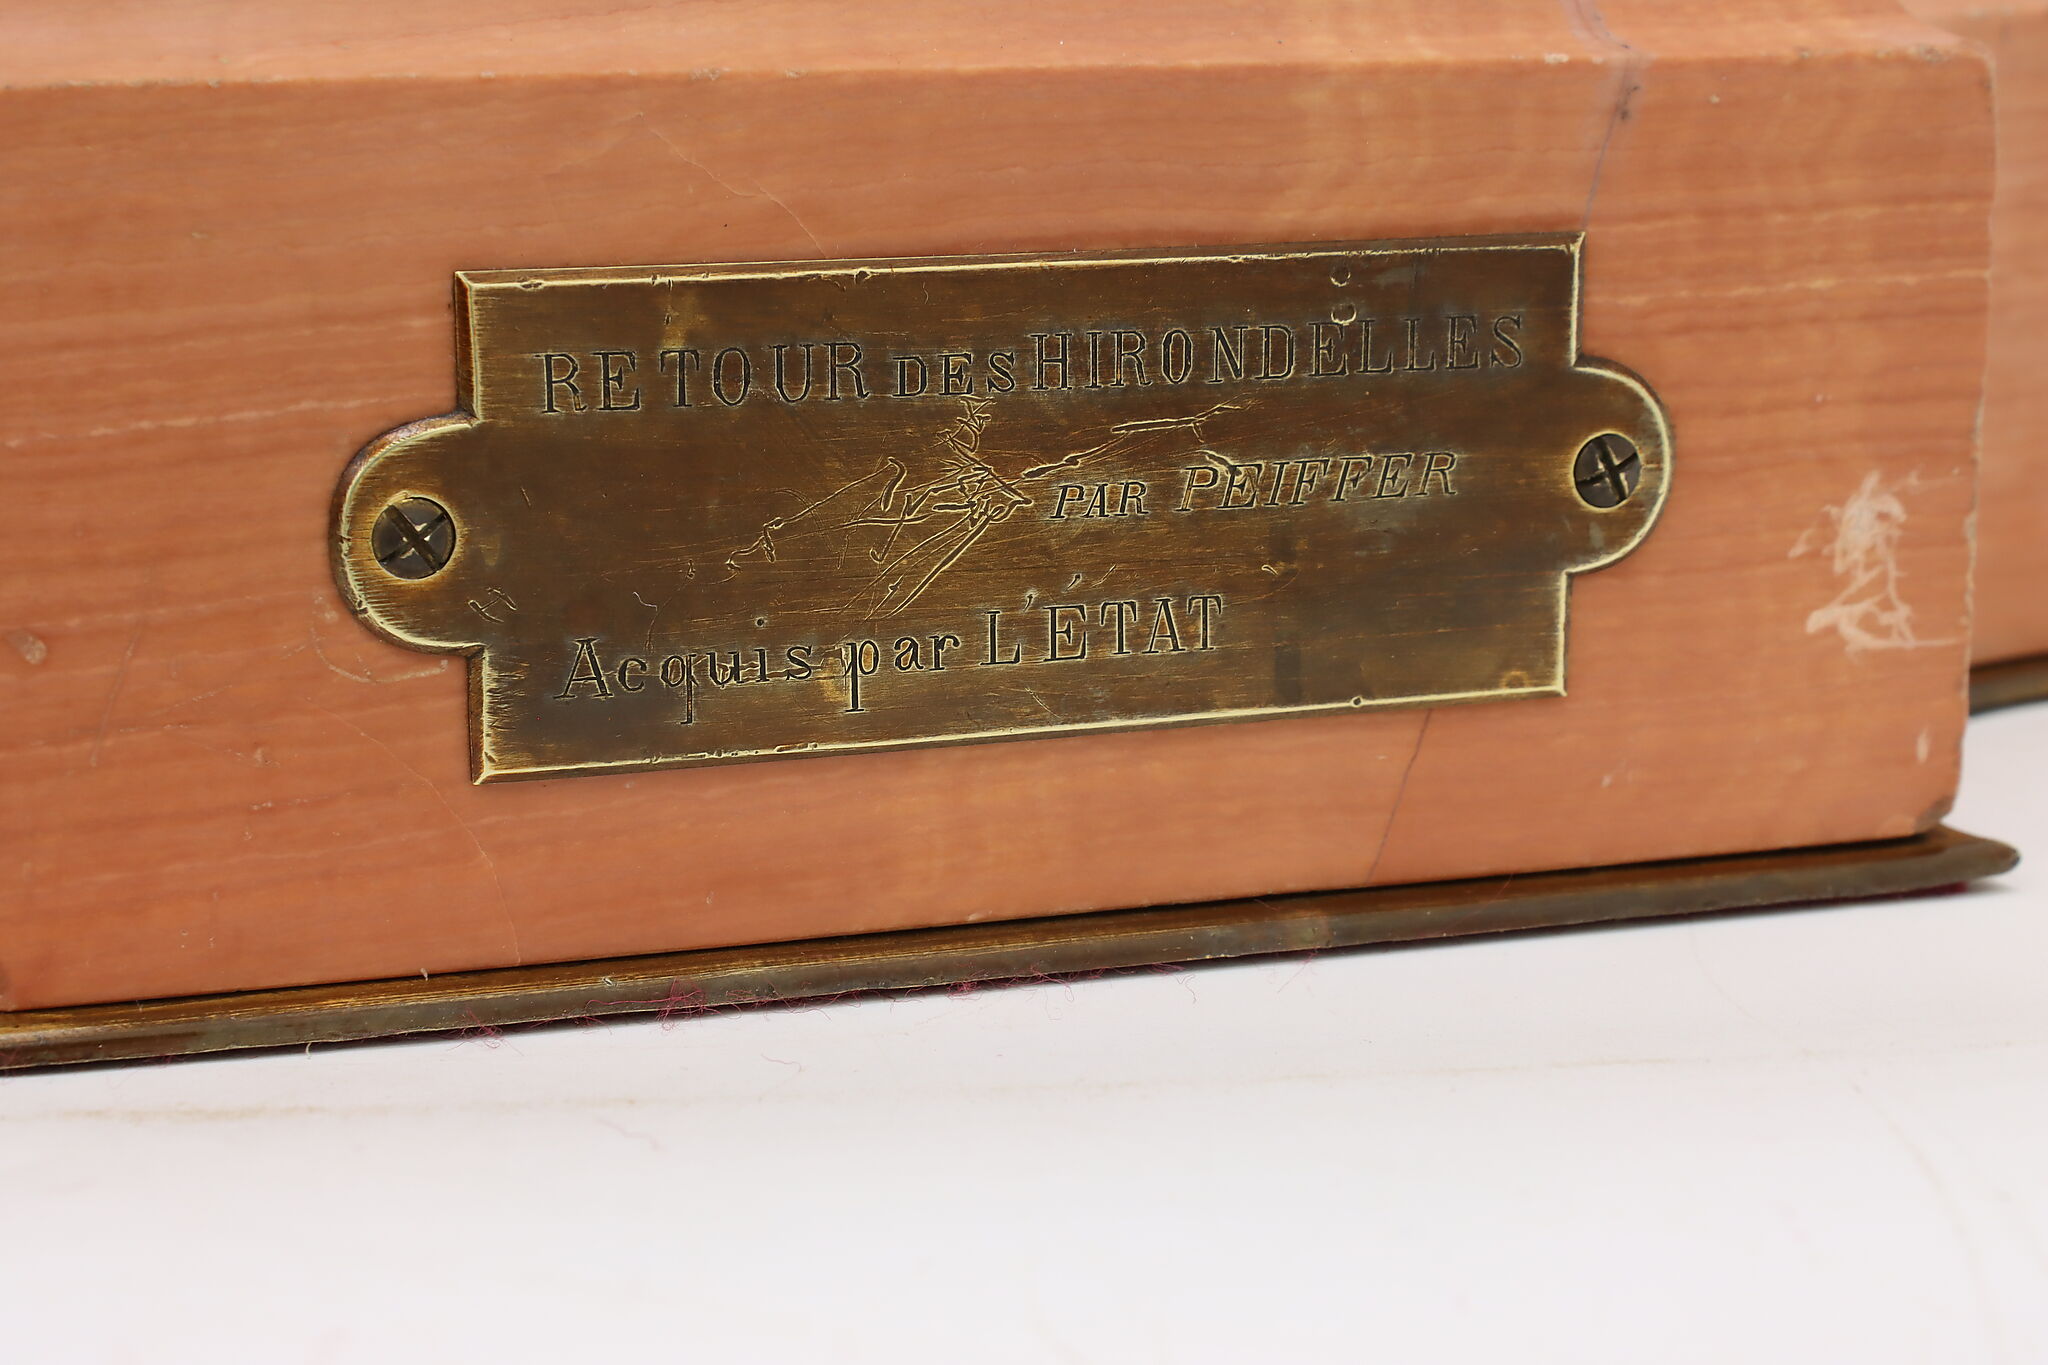 RETOUR DES HIRONDELLES
PAR PEIFFER
Acquis par L'ÉTAT